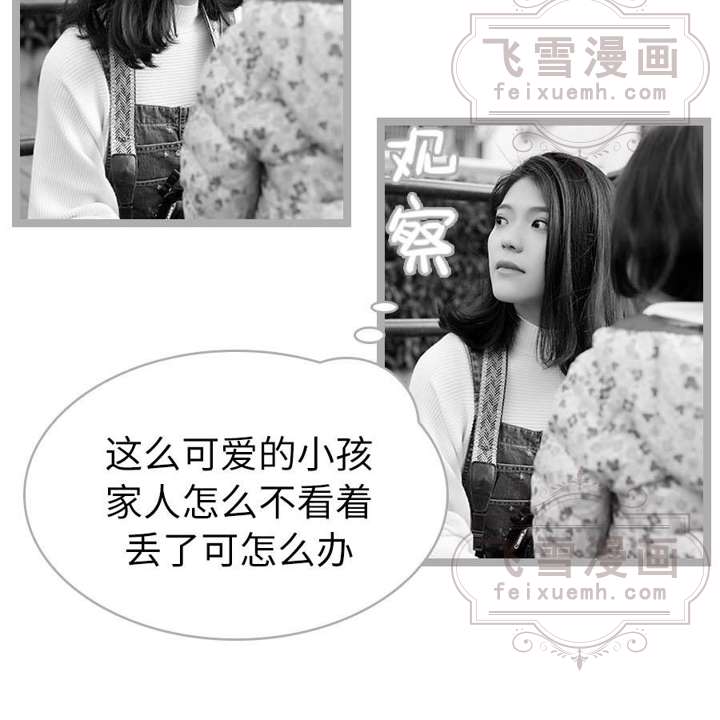 飞雪漫画
feixuemh.com
观察
这么可爱的小孩
家人怎么不看着
丢了可怎么办
飞雪漫画
feixuemh.com